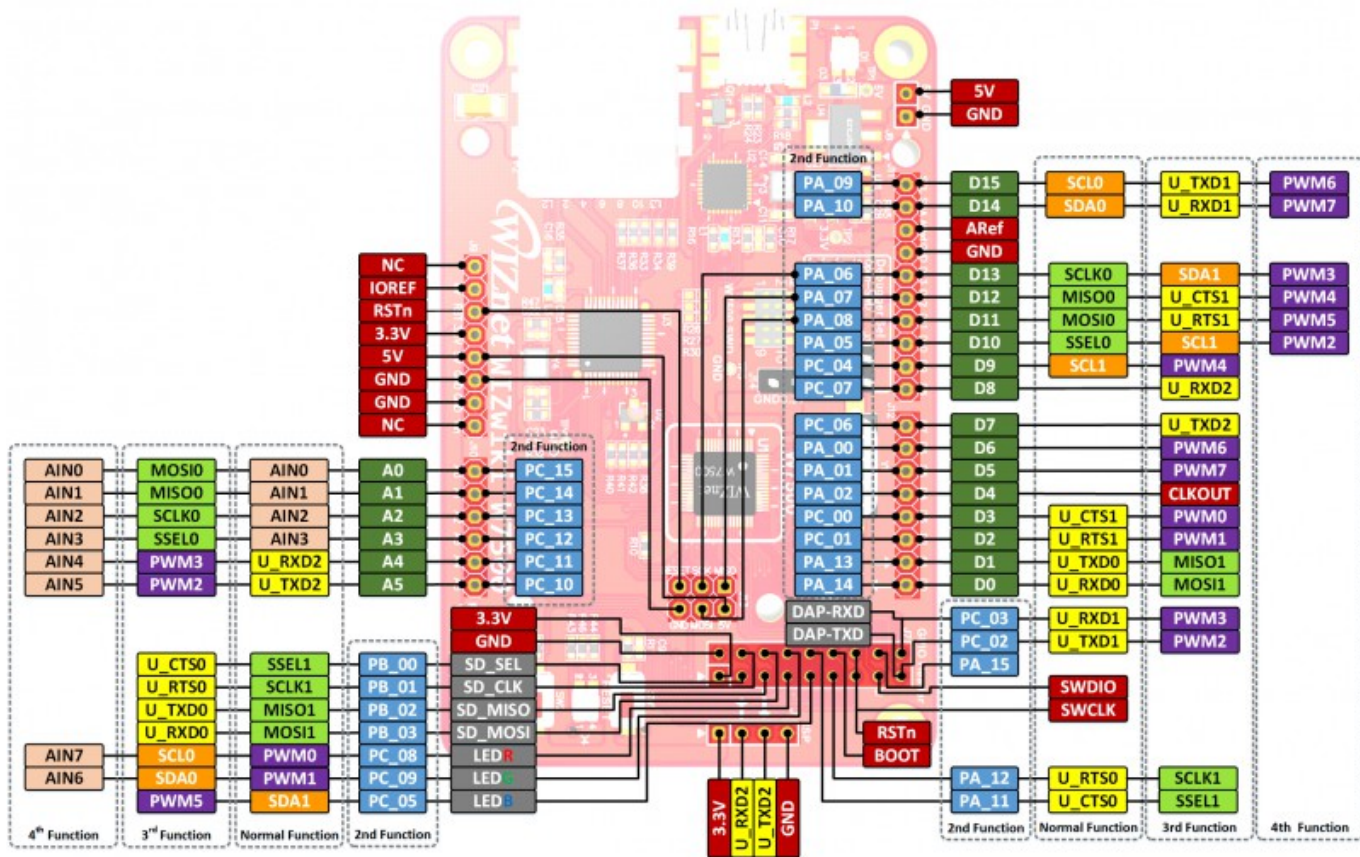 5V
GND
2nd Function
PA_09 D15 SCL0 U_TXD1 PWM6
PA_10 D14 SDA0 U_RXD1 PWM7
ARef
GND
NC
IOREF
RSTn
3.3V
5V
GND
GND
NC
PA_06 D13 SCLK0 SDA1 PWM3
PA_07 D12 MISO0 U_CTS1 PWM4
PA_08 D11 MOSI0 U_RTS1 PWM5
PA_05 D10 SSEL0 SCL1 PWM2
PC_04 D9 SCL1 PWM4
PC_07 D8 U_RXD2
PC_06 D7 U_TXD2
PA_00 D6 PWM6
PA_01 D5 PWM7
PA_02 D4 CLKOUT
PC_00 D3 U_CTS1 PWM0
PC_01 D2 U_RTS1 PWM1
PA_13 D1 U_TXD0 MISO1
PA_14 D0 U_RXD0 MOSI1
2nd Function
AIN0 MOSI0 AIN0 A0 PC_15
AIN1 MISO0 AIN1 A1 PC_14
AIN2 SCLK0 AIN2 A2 PC_13
AIN3 SSEL0 AIN3 A3 PC_12
AIN4 PWM3 U_RXD2 A4 PC_11
AIN5 PWM2 U_TXD2 A5 PC_10
WIZnet
W7500
RESET SCK MISO
GND MOSI 5V
DAP-RXD
DAP-TXD
PC_03 U_RXD1 PWM3
PC_02 U_TXD1 PWM2
PA_15
SWDIO
SWCLK
3.3V
GND
U_CTS0 SSEL1 PB_00 SD_SEL
U_RTS0 SCLK1 PB_01 SD_CLK
U_TXD0 MISO1 PB_02 SD_MISO
U_RXD0 MOSI1 PB_03 SD_MOSI
AIN7 SCL0 PWM0 PC_08 LEDR
AIN6 SDA0 PWM1 PC_09 LEDG
PWM5 SDA1 PC_05 LEDB
RSTn
BOOT
PA_12 U_RTS0 SCLK1
PA_11 U_CTS0 SSEL1
3.3V
U_RXD2
U_TXD2
GND
4th Function 3rd Function Normal Function 2nd Function
2nd Function Normal Function 3rd Function 4th Function